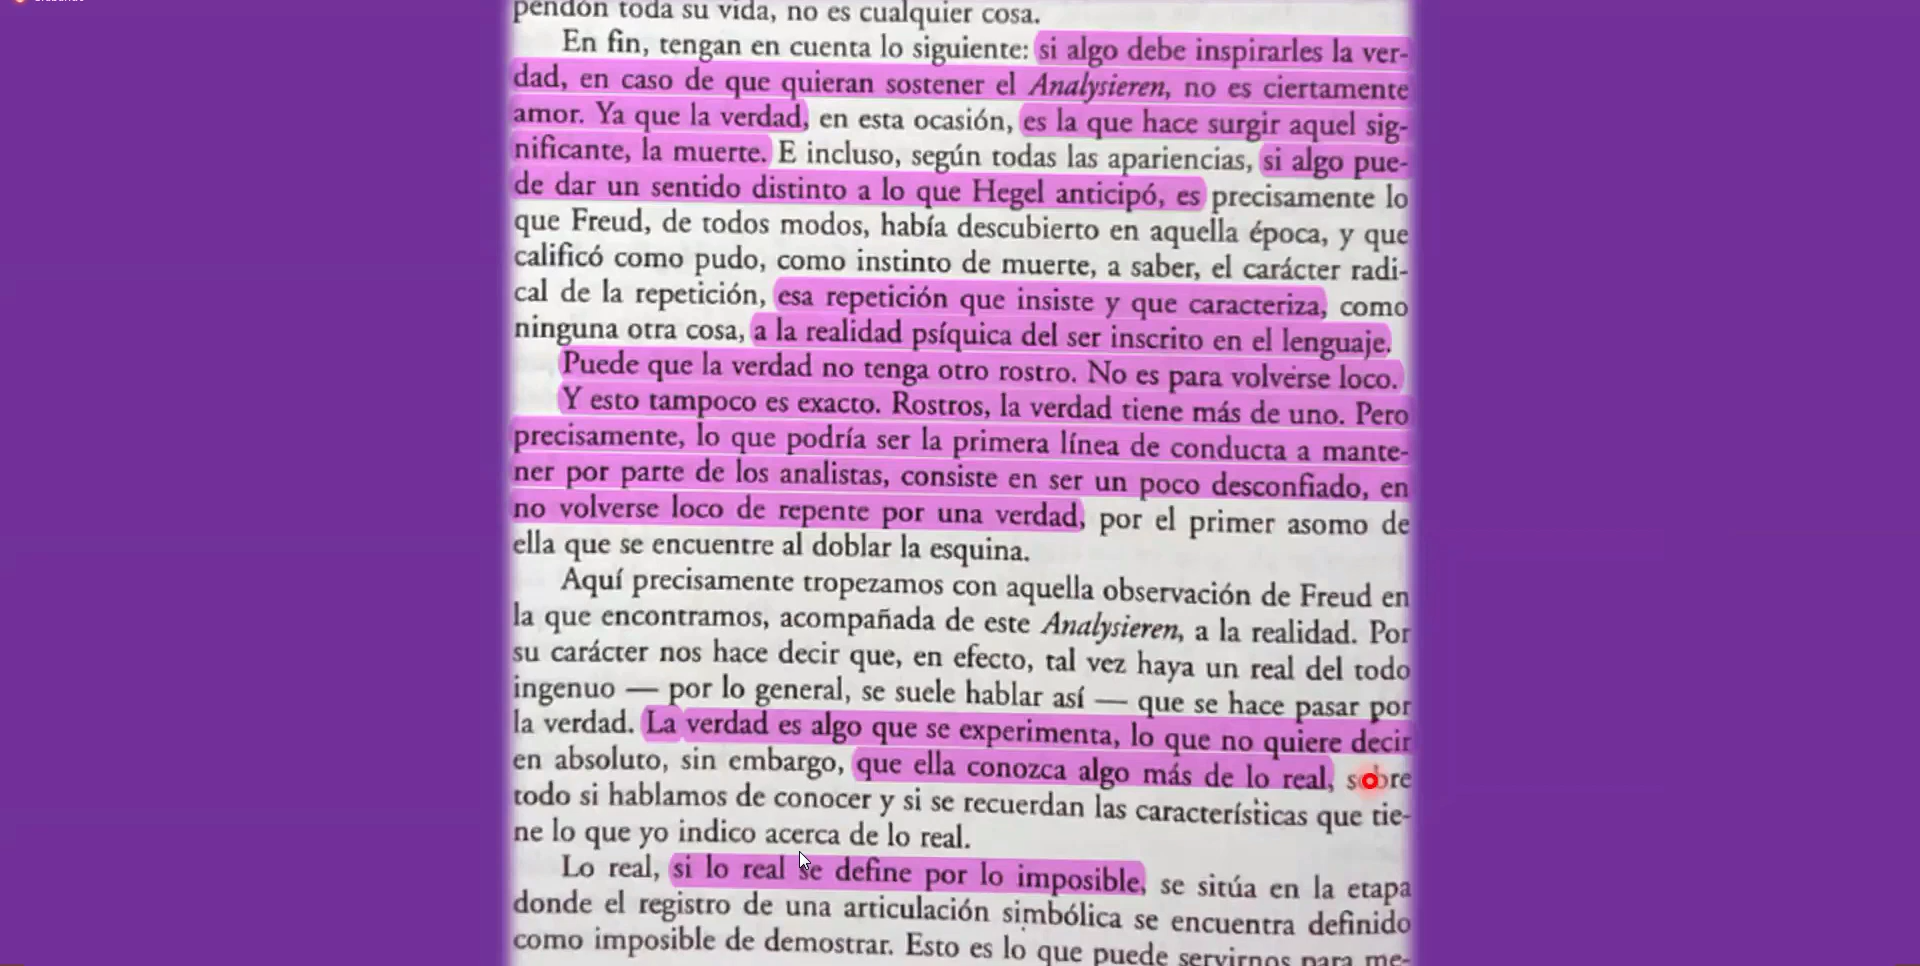 pendón toda su vida, no es cualquier cosa.
En fin, tengan en cuenta lo siguiente: si algo debe inspirarles la ver-
dad, en caso de que quieran sostener el Analysieren, no es ciertamente
amor. Ya que la verdad, en esta ocasión, es la que hace surgir aquel sig-
nificante, la muerte. E incluso, según todas las apariencias, si algo pue-
de dar un sentido distinto a lo que Hegel anticipó, es precisamente lo
que Freud, de todos modos, había descubierto en aquella época, y que
calificó como pudo, como instinto de muerte, a saber, el carácter radi-
cal de la repetición, esa repetición que insiste y que caracteriza, como
ninguna otra cosa, a la realidad psíquica del ser inscrito en el lenguaje.
Puede que la verdad no tenga otro rostro. No es para volverse loco.
Y esto tampoco es exacto. Rostros, la verdad tiene más de uno. Pero
precisamente, lo que podría ser la primera línea de conducta a mante-
ner por parte de los analistas, consiste en ser un poco desconfiado, en
no volverse loco de repente por una verdad, por el primer asomo de
ella que se encuentre al doblar la esquina.
Aquí precisamente tropezamos con aquella observación de Freud en
la que encontramos, acompañada de este Analysieren, a la realidad. Por
su carácter nos hace decir que, en efecto, tal vez haya un real del todo
ingenuo — por lo general, se suele hablar así — que se hace pasar por
la verdad. La verdad es algo que se experimenta, lo que no quiere decir
en absoluto, sin embargo, que ella conozca algo más de lo real, sobre
todo si hablamos de conocer y si se recuerdan las características que tie-
ne lo que yo indico acerca de lo real.
Lo real, si lo real se define por lo imposible, se sitúa en la etapa
donde el registro de una articulación simbólica se encuentra definido
como imposible de demostrar. Esto es lo que puede servirnos para me-